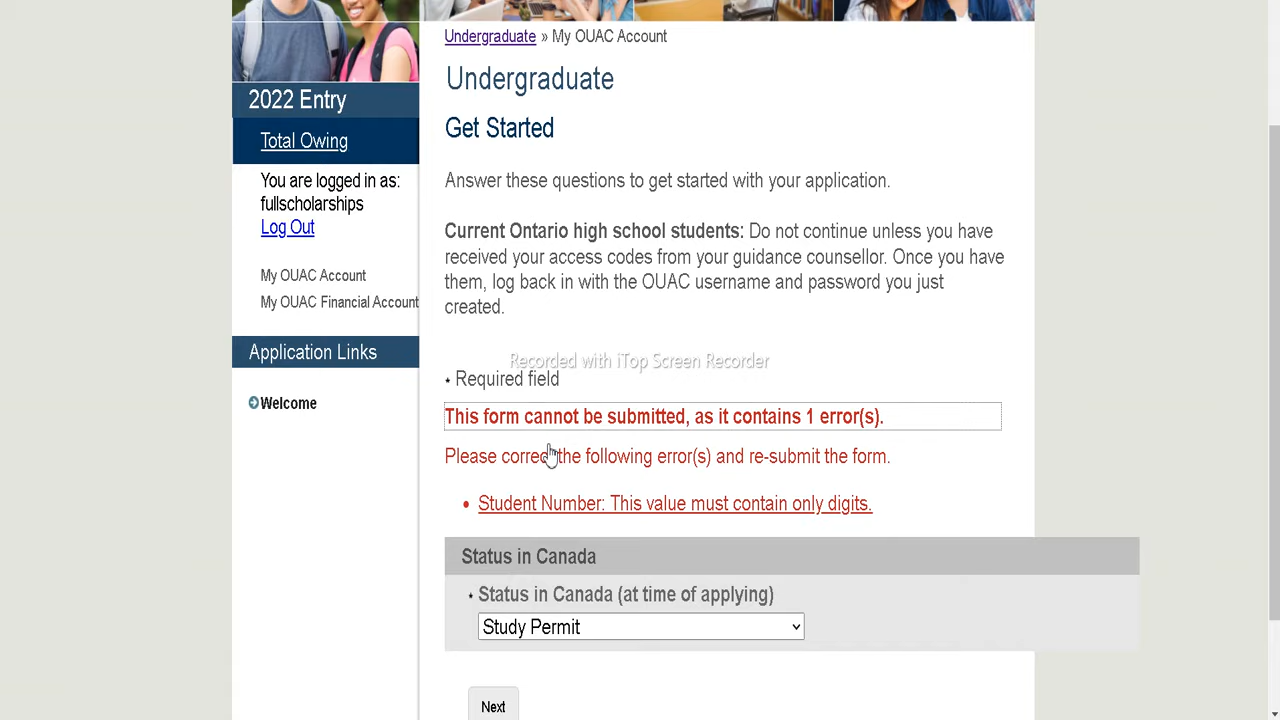 Undergraduate » My OUAC Account
Undergraduate
2022 Entry
Get Started
Total Owing
You are logged in as:
fullscholarships
Log Out
My OUAC Account
My OUAC Financial Account
Application Links
Welcome
Answer these questions to get started with your application.
Current Ontario high school students: Do not continue unless you have
received your access codes from your guidance counsellor. Once you have
them, log back in with the OUAC username and password you just
created.
Recorded with iTop Screen Recorder
* Required field
This form cannot be submitted, as it contains 1 error(s).
Please correct the following error(s) and re-submit the form.
• Student Number: This value must contain only digits.
Status in Canada
* Status in Canada (at time of applying)
Study Permit
Next